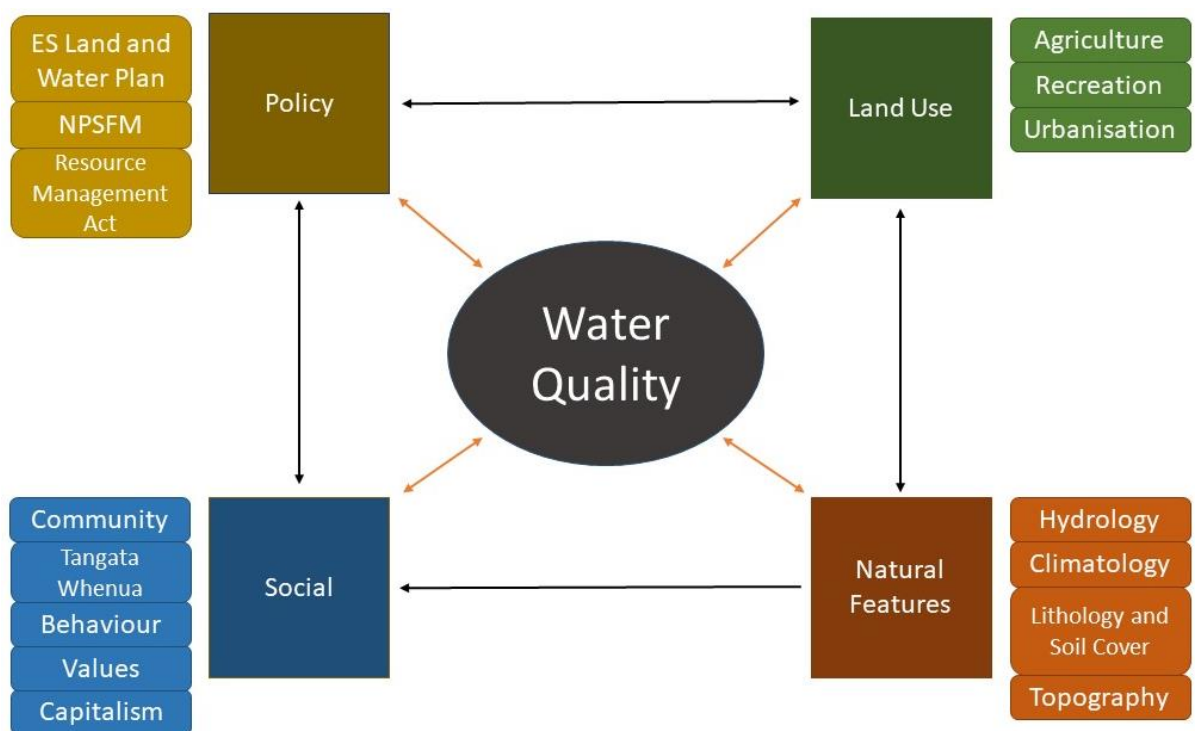 ES Land and
Water Plan
NPSFM
Resource
Management
Act
Policy
Land Use
Agriculture
Recreation
Urbanisation
Water
Quality
Community
Tangata
Whenua
Behaviour
Values
Capitalism
Social
Natural
Features
Hydrology
Climatology
Lithology and
Soil Cover
Topography